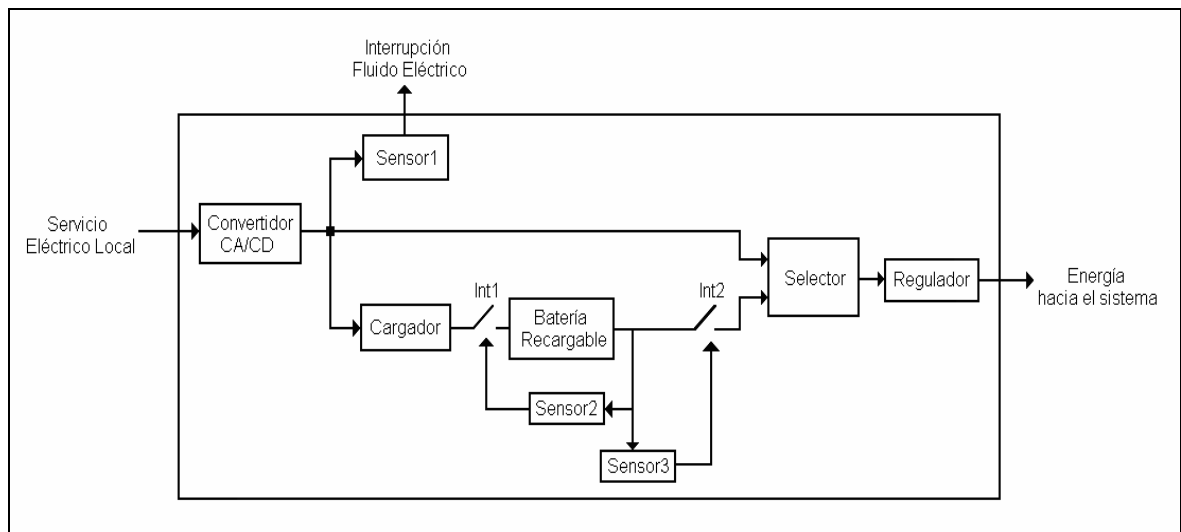 Interrupción
Fluido Eléctrico
Sensor1
Servicio
Eléctrico Local
Convertidor
CA/CD
Selector
Regulador
Energía
hacia el sistema
Int1
Int2
Cargador
Batería
Recargable
Sensor2
Sensor3